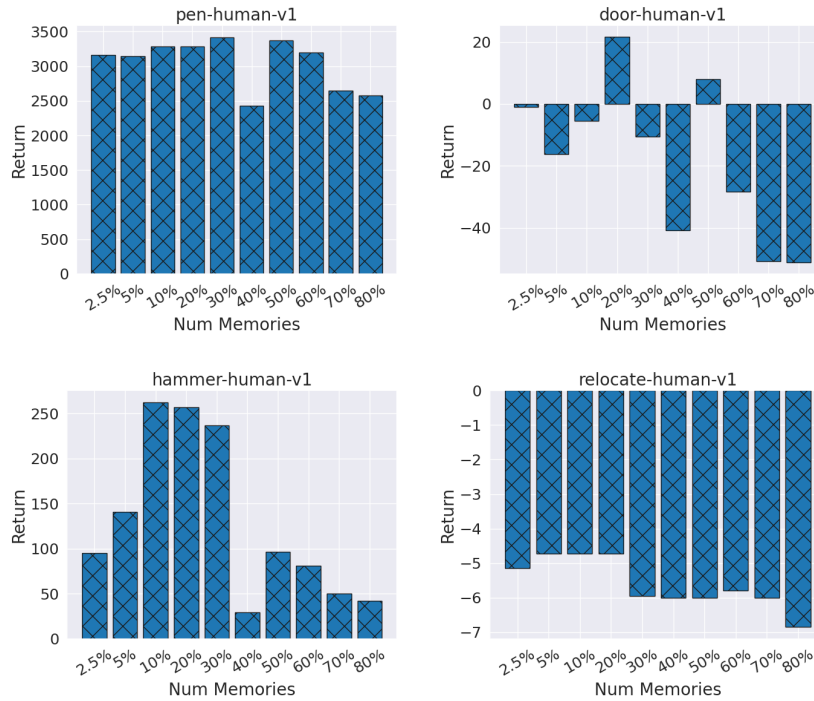 pen-human-v1
3500
3000
2500
2000
1500
1000
500
0
Return
2.5% 5% 10% 20% 30% 40% 50% 60% 70% 80%
Num Memories
door-human-v1
20
0
−20
−40
Return
2.5% 5% 10% 20% 30% 40% 50% 60% 70% 80%
Num Memories
hammer-human-v1
250
200
150
100
50
0
Return
2.5% 5% 10% 20% 30% 40% 50% 60% 70% 80%
Num Memories
relocate-human-v1
0
−1
−2
−3
−4
−5
−6
−7
Return
2.5% 5% 10% 20% 30% 40% 50% 60% 70% 80%
Num Memories